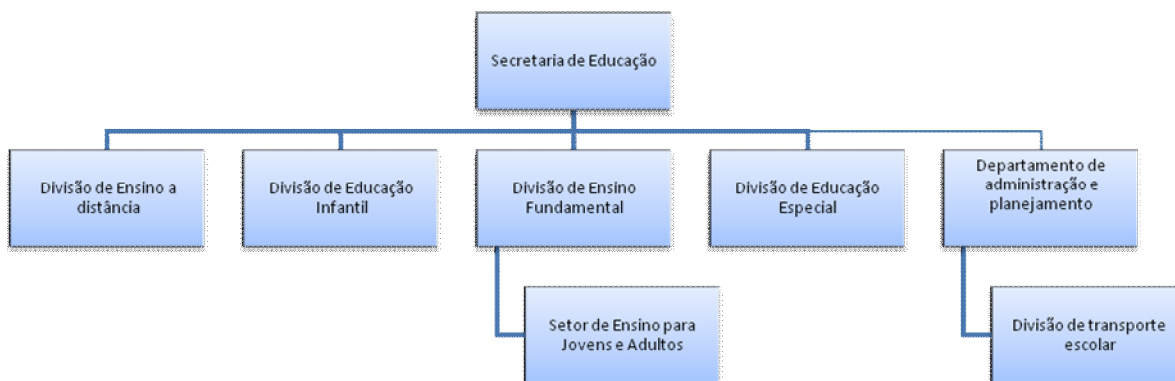 Secretaria de Educação
Divisão de Ensino a
distância
Divisão de Educação
Infantil
Divisão de Ensino
Fundamental
Divisão de Educação
Especial
Departamento de
administração e
planejamento
Setor de Ensino para
Jovens e Adultos
Divisão de transporte
escolar